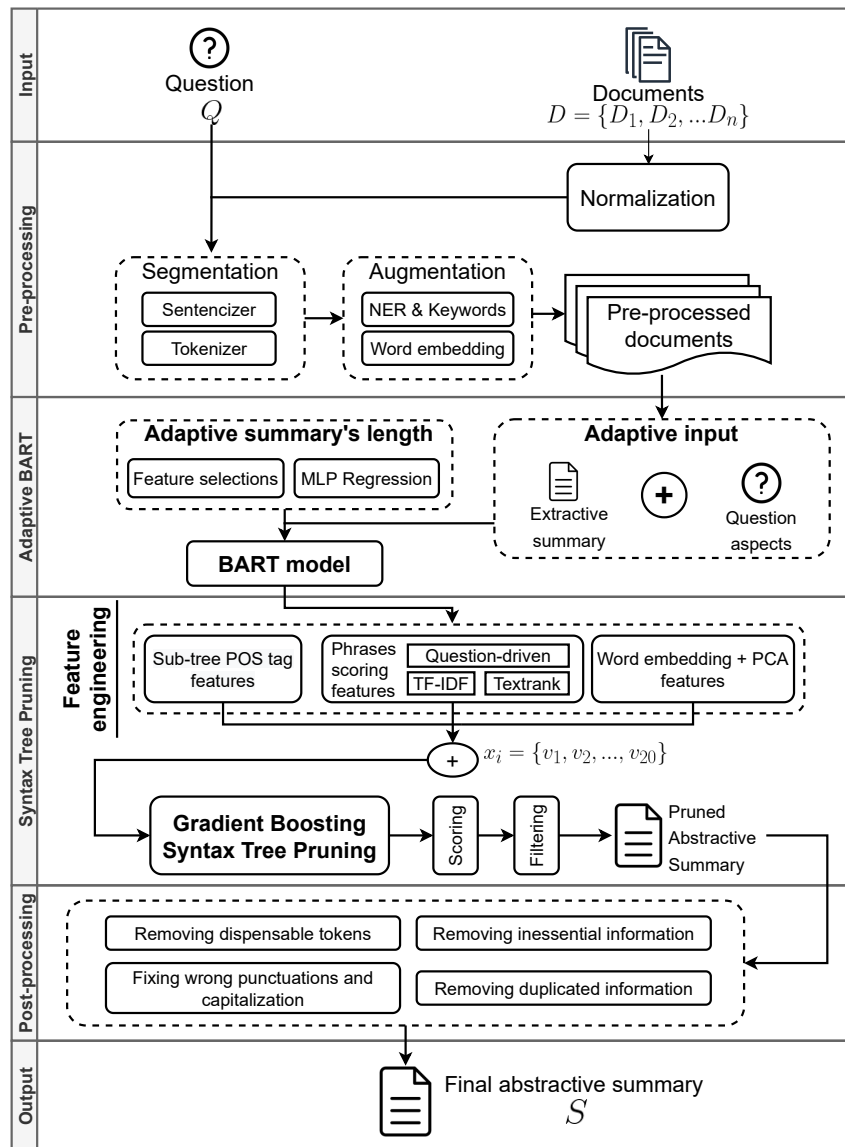 Input
Question
Q
Documents
D = {D₁, D₂, ...Dₙ}
Pre-processing
Normalization
Segmentation
Sentencizer
Tokenizer
Augmentation
NER & Keywords
Word embedding
Pre-processed
documents
Adaptive BART
Adaptive summary's length
Feature selections
MLP Regression
Adaptive input
Extractive
summary
+
?
Question
aspects
BART model
Syntax Tree Pruning
Feature
engineering
Sub-tree POS tag
features
Phrases
scoring
features
Question-driven
TF-IDF
Textrank
Word embedding + PCA
features
+
xᵢ = {v₁, v₂, ..., v₂₀}
Gradient Boosting
Syntax Tree Pruning
Scoring
Filtering
Pruned
Abstractive
Summary
Post-processing
Removing dispensable tokens
Removing inessential information
Fixing wrong punctuations and
capitalization
Removing duplicated information
Output
Final abstractive summary
S